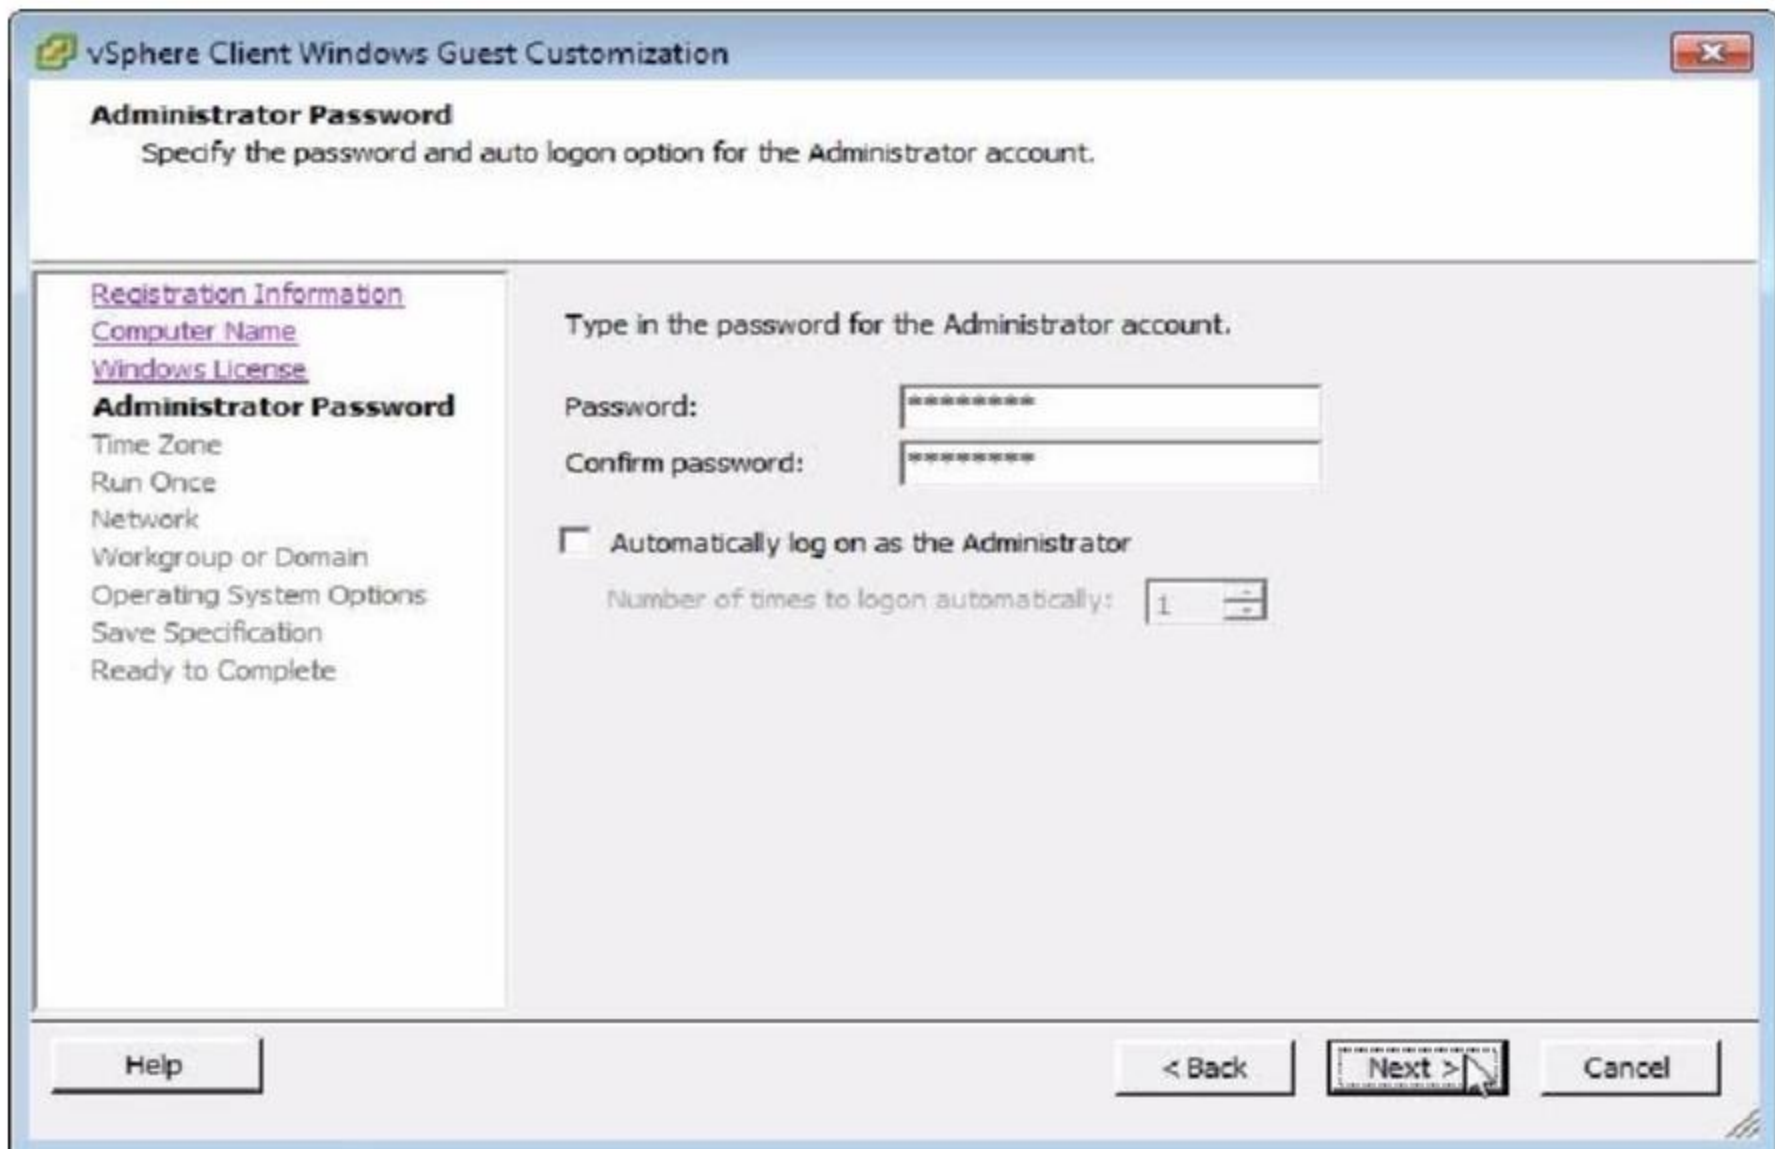 vSphere Client Windows Guest Customization
Administrator Password
Specify the password and auto logon option for the Administrator account.
Registration Information
Computer Name
Windows License
Administrator Password
Time Zone
Run Once
Network
Workgroup or Domain
Operating System Options
Save Specification
Ready to Complete
Type in the password for the Administrator account.
Password: ********
Confirm password: ********
Automatically log on as the Administrator
Number of times to logon automatically: 1
Help
< Back
Next >
Cancel